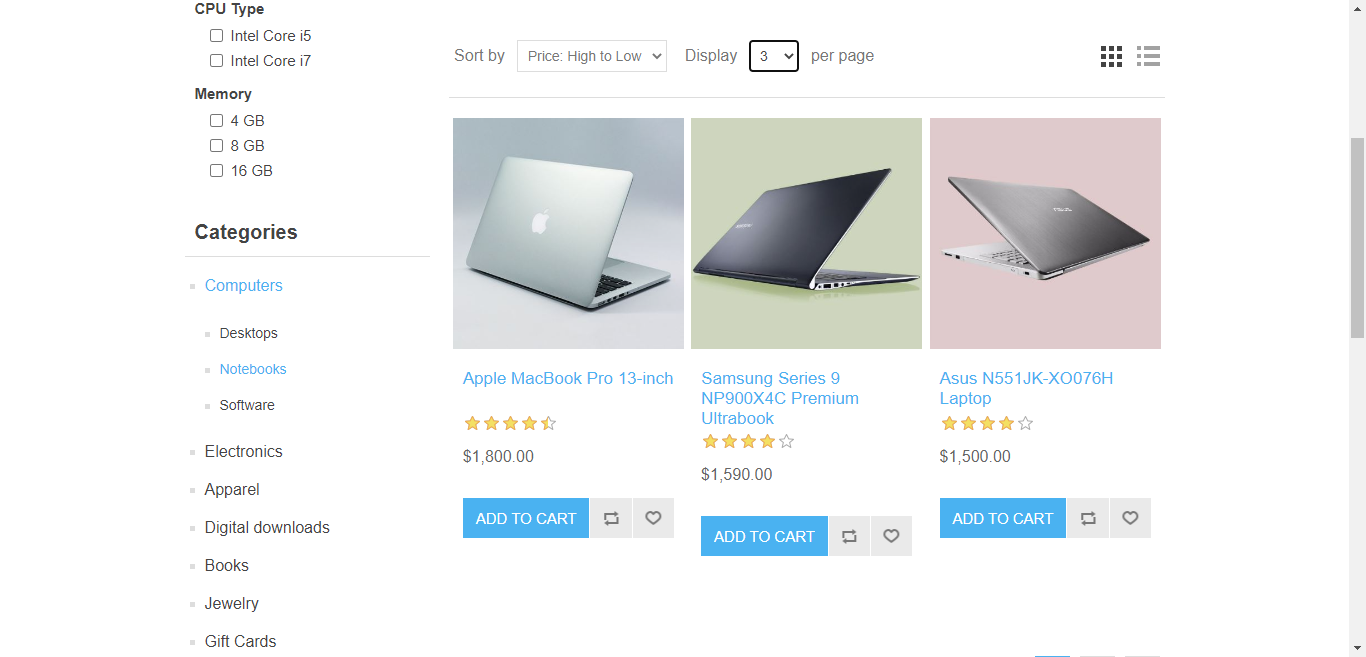 CPU Type
Intel Core i5
Intel Core i7
Memory
4 GB
8 GB
16 GB
Categories
Computers
Desktops
Notebooks
Software
Electronics
Apparel
Digital downloads
Books
Jewelry
Gift Cards
Sort by Price: High to Low Display 3 per page
Apple MacBook Pro 13-inch
$1,800.00
ADD TO CART
Samsung Series 9
NP900X4C Premium
Ultrabook
$1,590.00
ADD TO CART
ASUS
Asus N551JK-XO076H
Laptop
$1,500.00
ADD TO CART